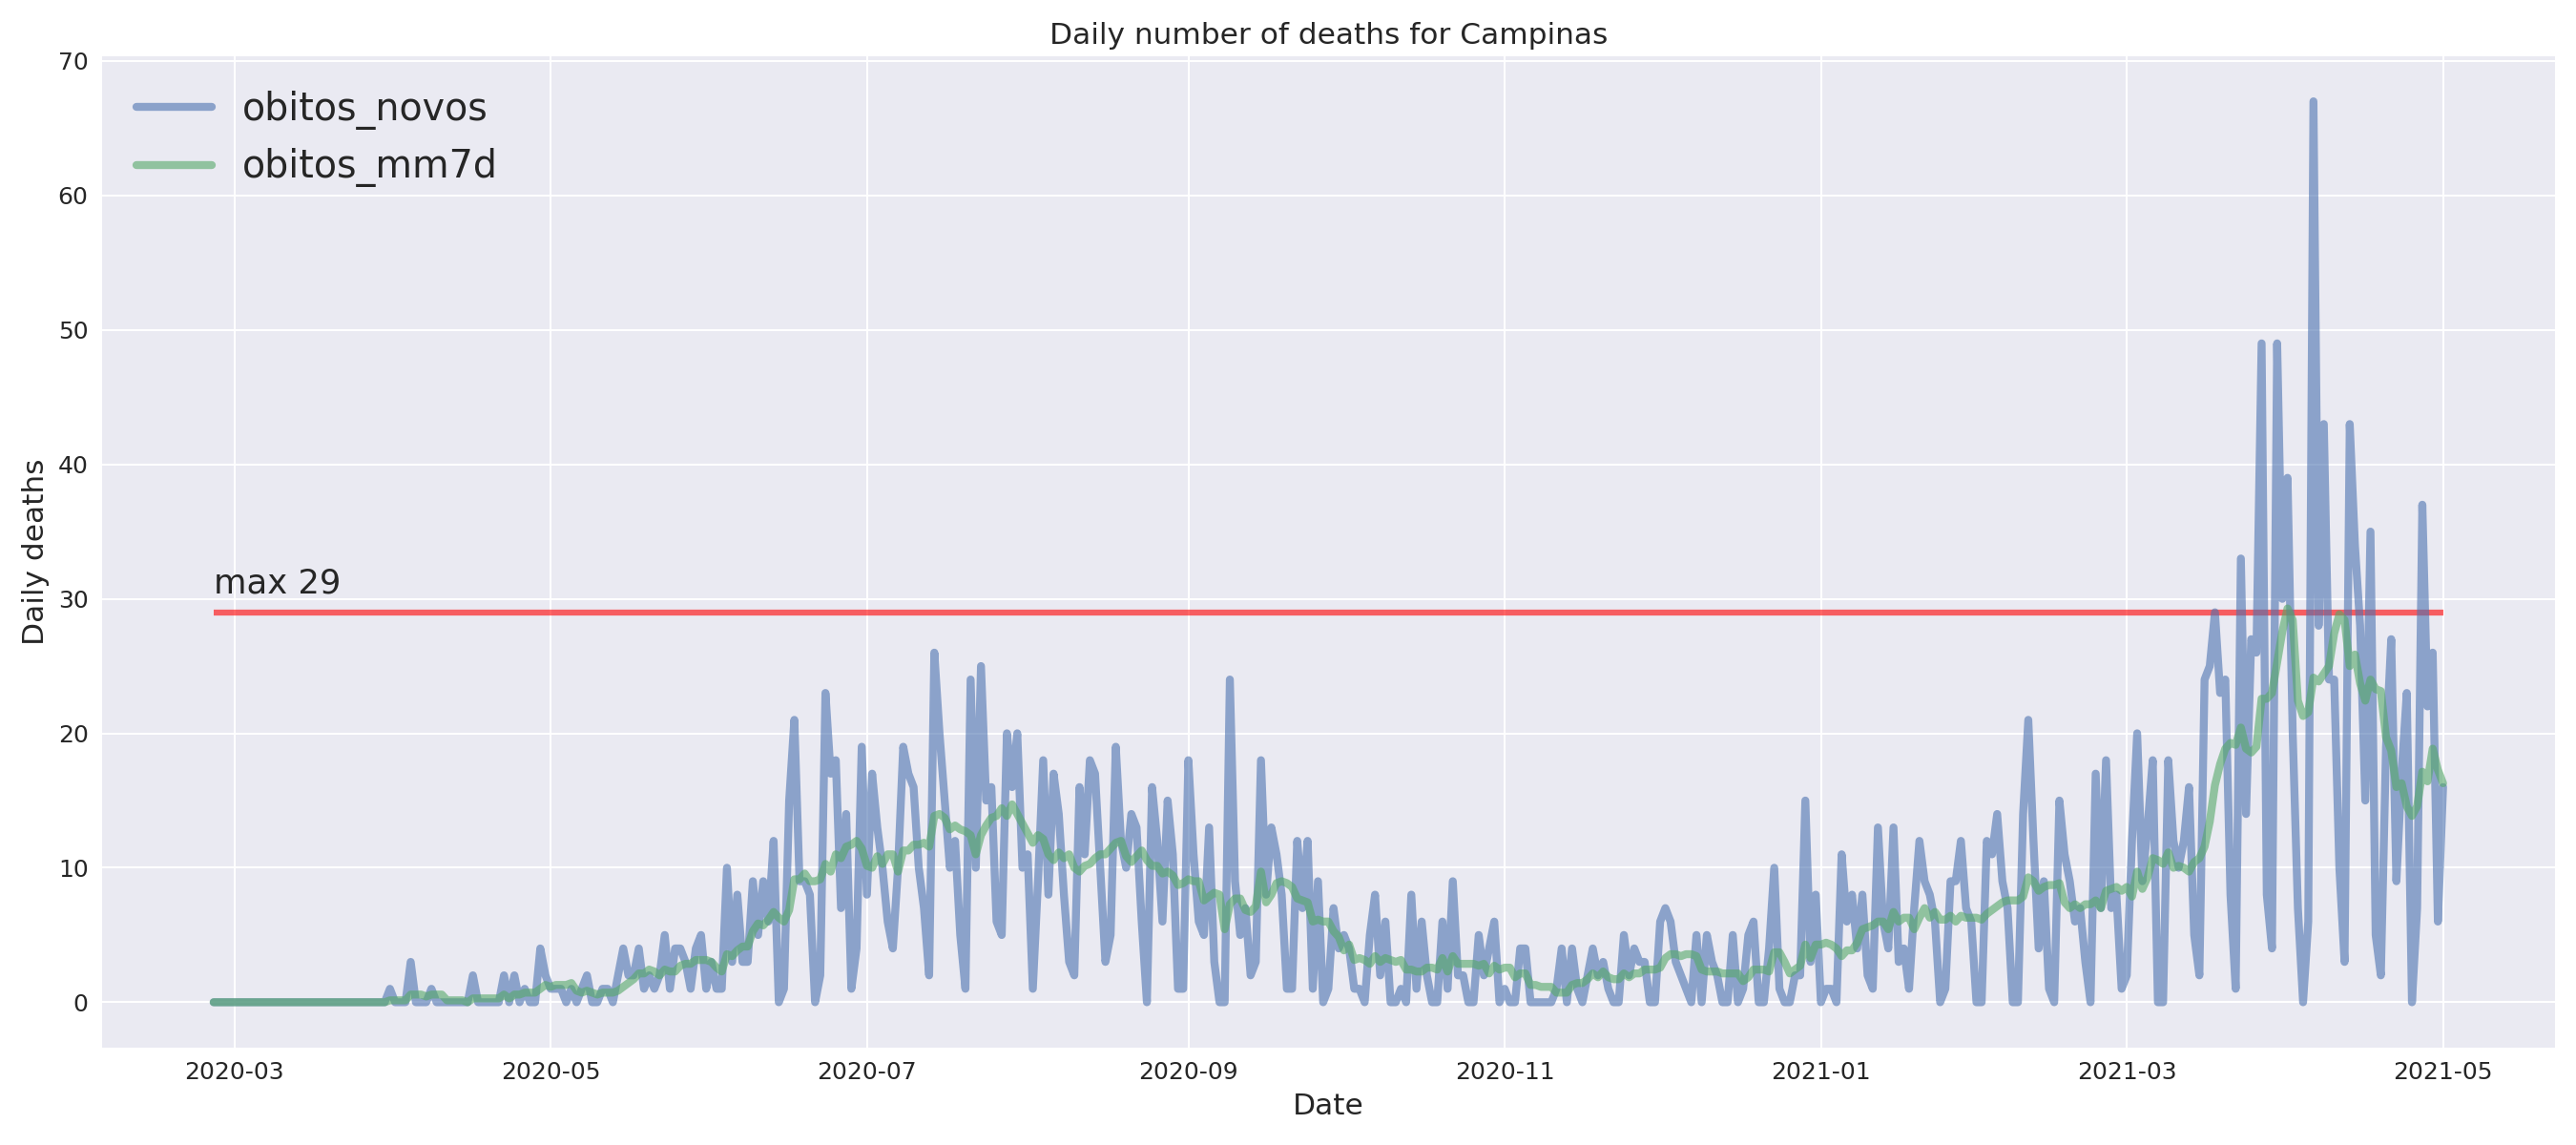 Daily number of deaths for Campinas
70
60
50
40
30
20
10
0
Daily deaths
obitos_novos
obitos_mm7d
max 29
2020-03
2020-05
2020-07
2020-09
2020-11
2021-01
2021-03
2021-05
Date